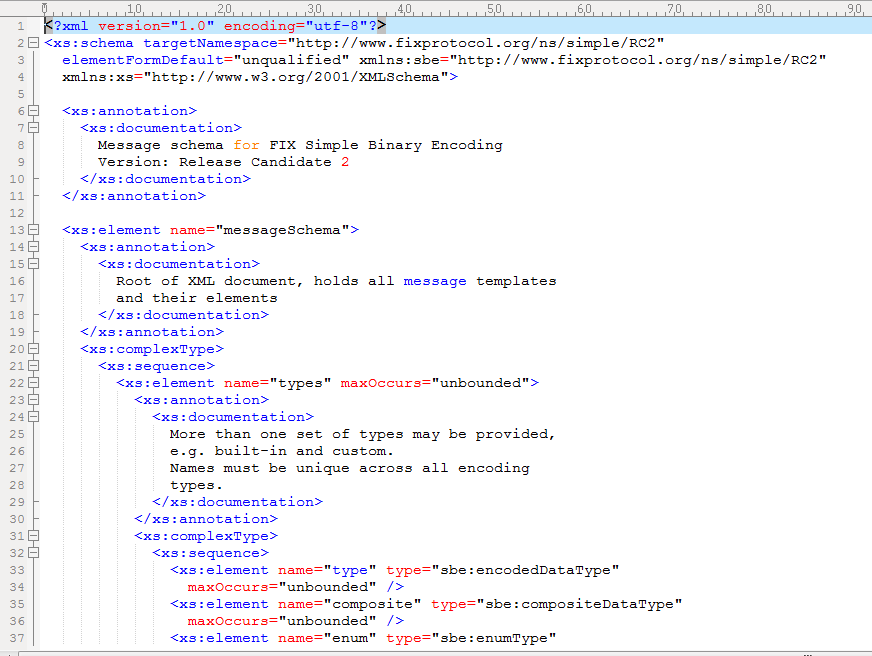 0 10 20 30 40 50 60 70 80 90
1 <?xml version="1.0" encoding="utf-8"?>
2 <xs:schema targetNamespace="http://www.fixprotocol.org/ns/simple/RC2"
3 elementFormDefault="unqualified" xmlns:sbe="http://www.fixprotocol.org/ns/simple/RC2"
4 xmlns:xs="http://www.w3.org/2001/XMLSchema">
5
6 <xs:annotation>
7 <xs:documentation>
8 Message schema for FIX Simple Binary Encoding
9 Version: Release Candidate 2
10 </xs:documentation>
11 </xs:annotation>
12
13 <xs:element name="messageSchema">
14 <xs:annotation>
15 <xs:documentation>
16 Root of XML document, holds all message templates
17 and their elements
18 </xs:documentation>
19 </xs:annotation>
20 <xs:complexType>
21 <xs:sequence>
22 <xs:element name="types" maxOccurs="unbounded">
23 <xs:annotation>
24 <xs:documentation>
25 More than one set of types may be provided,
26 e.g. built-in and custom.
27 Names must be unique across all encoding
28 types.
29 </xs:documentation>
30 </xs:annotation>
31 <xs:complexType>
32 <xs:sequence>
33 <xs:element name="type" type="sbe:encodedDataType"
34 maxOccurs="unbounded" />
35 <xs:element name="composite" type="sbe:compositeDataType"
36 maxOccurs="unbounded" />
37 <xs:element name="enum" type="sbe:enumType"